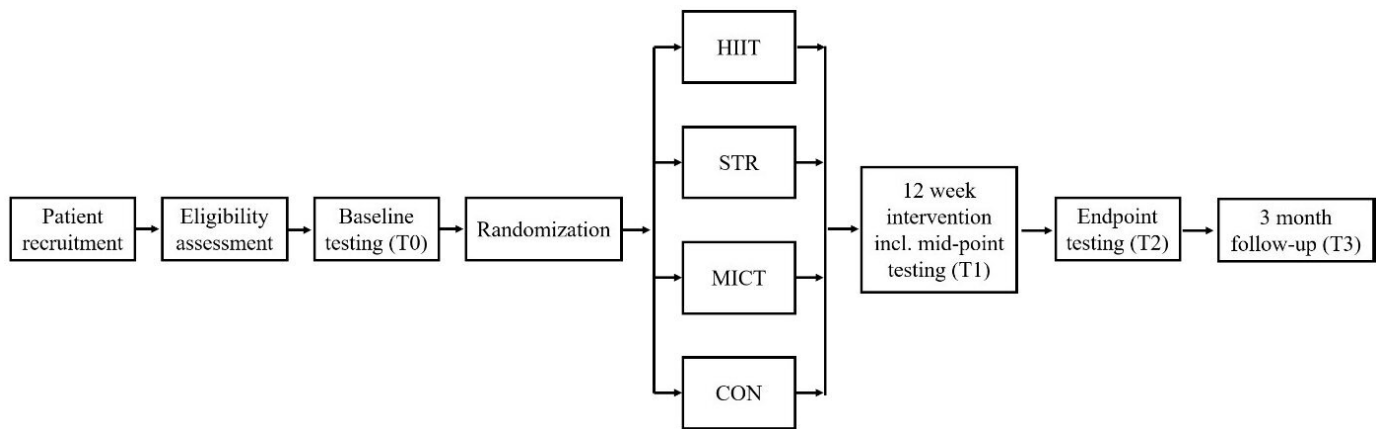 Patient
recruitment
Eligibility
assessment
Baseline
testing (T0)
Randomization
HIIT
STR
MICT
CON
12 week
intervention
incl. mid-point
testing (T1)
Endpoint
testing (T2)
3 month
follow-up (T3)